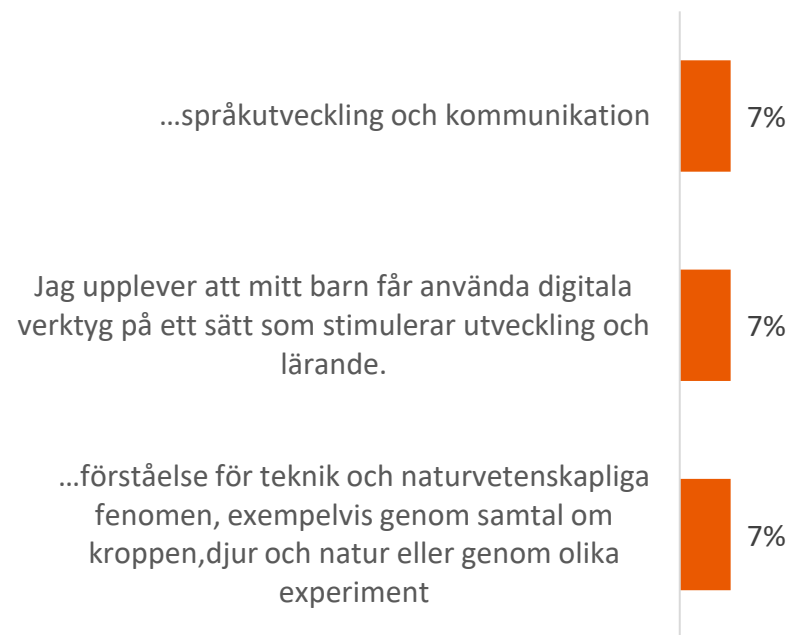 ...språkutveckling och kommunikation
7%
Jag upplever att mitt barn får använda digitala
verktyg på ett sätt som stimulerar utveckling och
lärande.
7%
...förståelse för teknik och naturvetenskapliga
fenomen, exempelvis genom samtal om
kroppen,djur och natur eller genom olika
experiment
7%